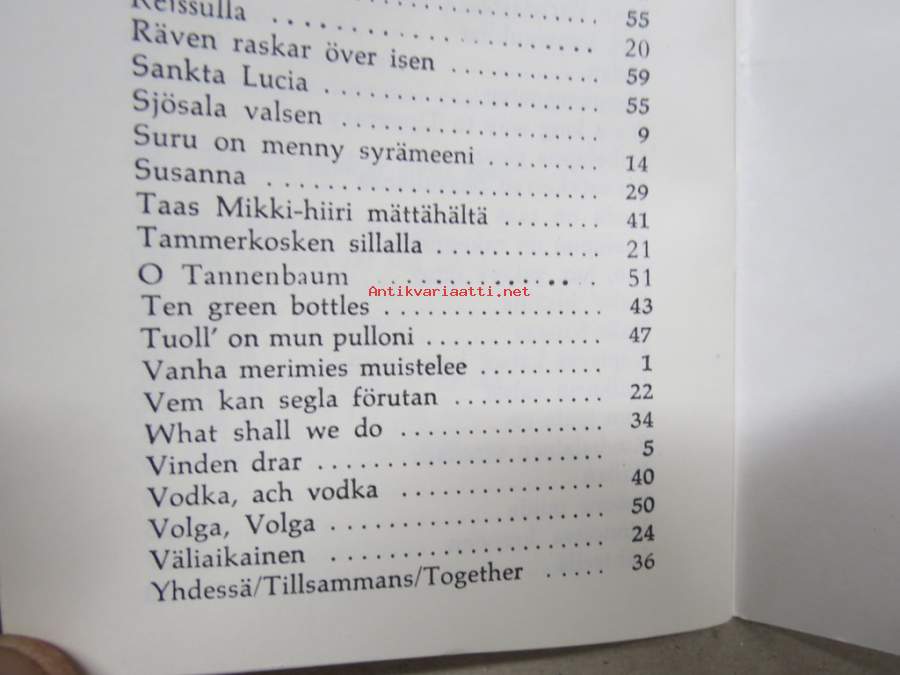 . . . . . . . . . . 55
Reissulla . . . . . . . . . . . . . . . . . . . . . . 20
Räven raskar över isen . . . . . . . . . . . 59
Sankta Lucia . . . . . . . . . . . . . . . . . . . . 55
Sjösala valsen . . . . . . . . . . . . . . . . . . . 9
Suru on menny syrämeeni . . . . . . . . 14
Susanna . . . . . . . . . . . . . . . . . . . . . . . . 29
Taas Mikki-hiiri mättähältä . . . . . . . 41
Tammerkosken sillalla . . . . . . . . . . . . 21
O Tannenbaum . . . . . . . . . . . . . . 51
Antikvariaatti.net
Ten green bottles . . . . . . . . . . . . . . . . 43
Tuoll' on mun pulloni . . . . . . . . . . . . . 47
Vanha merimies muistelee . . . . . . . . . 1
Vem kan segla förutan . . . . . . . . . . . 22
What shall we do . . . . . . . . . . . . . . . 34
Vinden drar . . . . . . . . . . . . . . . . . . . . . 5
Vodka, ach vodka . . . . . . . . . . . . . . . 40
Volga, Volga . . . . . . . . . . . . . . . . . . . . 50
Väliaikainen . . . . . . . . . . . . . . . . . . . . 24
Yhdessä/Tillsammans/Together . . . . . 36